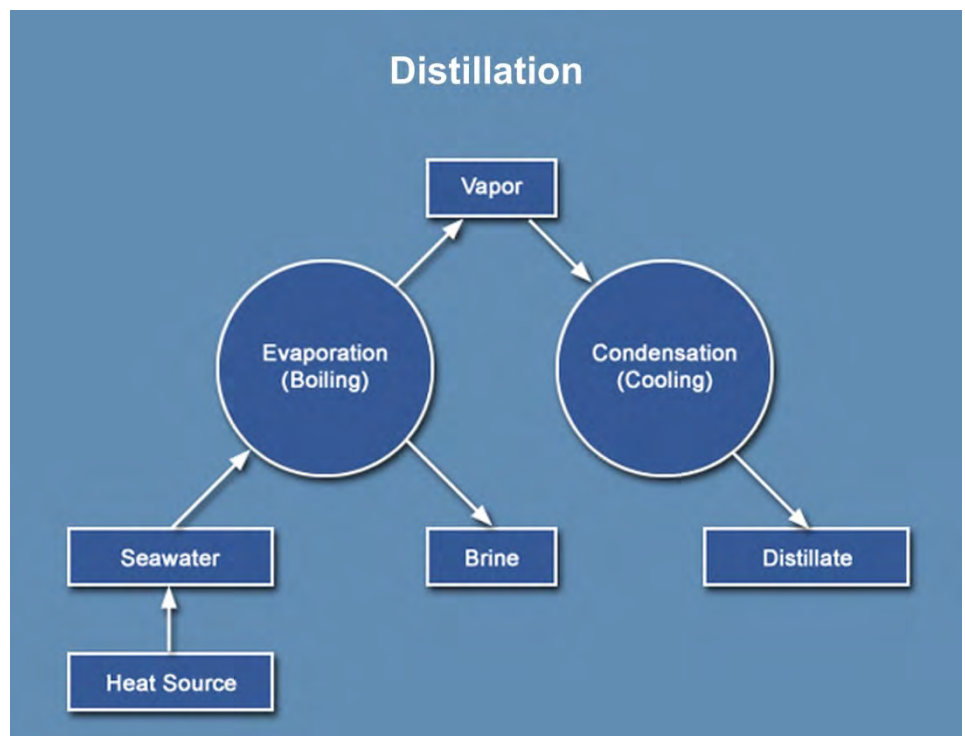 Distillation
Vapor
Evaporation
(Boiling)
Condensation
(Cooling)
Seawater
Brine
Distillate
Heat Source